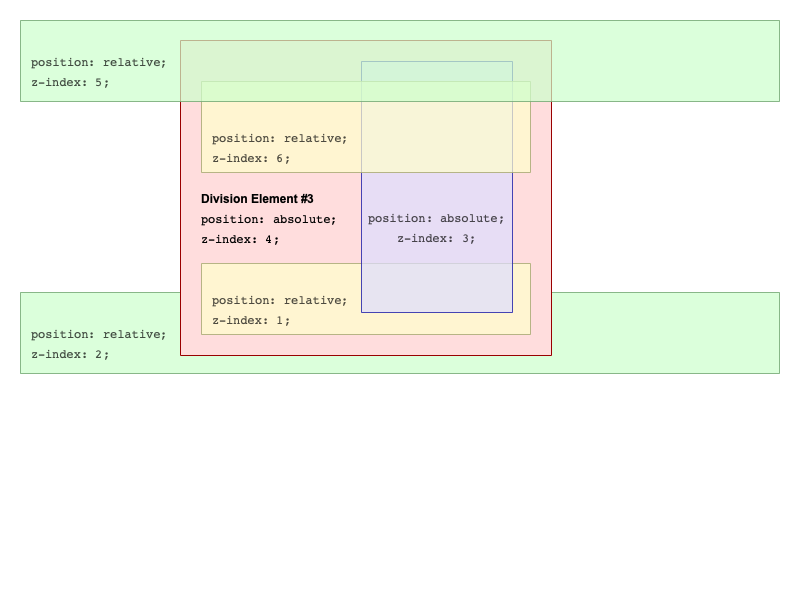 position: relative;
z-index: 5;
position: relative;
z-index: 6;
Division Element #3
position: absolute;
z-index: 4;
position: absolute;
z-index: 3;
position: relative;
z-index: 1;
position: relative;
z-index: 2;